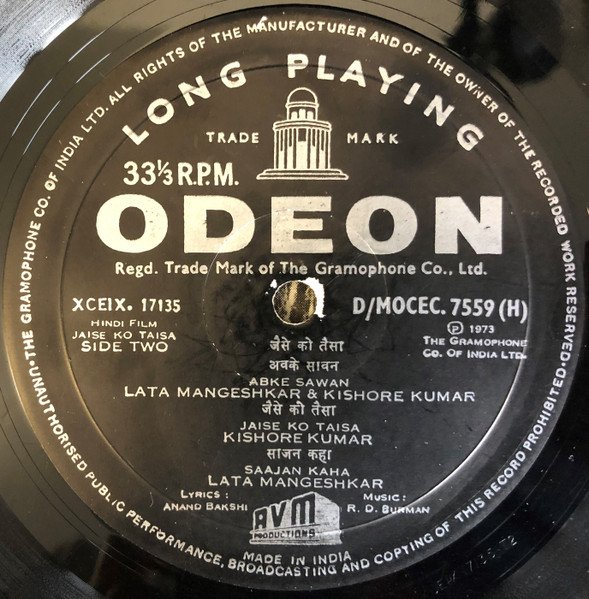 UNAUTHORISED PUBLIC PERFORMANCE, BROADCASTING AND COPYING OF THIS RECORD PROHIBITED • THE GRAMOPHONE CO. OF INDIA LTD. ALL RIGHTS OF THE MANUFACTURER AND OF THE OWNER OF THE RECORDED WORK RESERVED •
LONG PLAYING
TRADE MARK
33⅓ R.P.M.
ODEON
Regd. Trade Mark of The Gramophone Co., Ltd.
XCEIX. 17135
D/MOCEC. 7559 (H)
HINDI FILM
JAISE KO TAISA
SIDE TWO
Ⓟ 1973
THE GRAMOPHONE
CO. OF INDIA LTD.
जैसे को तैसा
अबके सावन
ABKE SAWAN
LATA MANGESHKAR & KISHORE KUMAR
जैसे को तैसा
JAISE KO TAISA
KISHORE KUMAR
साजन कहा
SAAJAN KAHA
LATA MANGESHKAR
LYRICS :
ANAND BAKSHI
MUSIC :
R. D. BURMAN
AVM
PRODUCTIONS
MADE IN INDIA